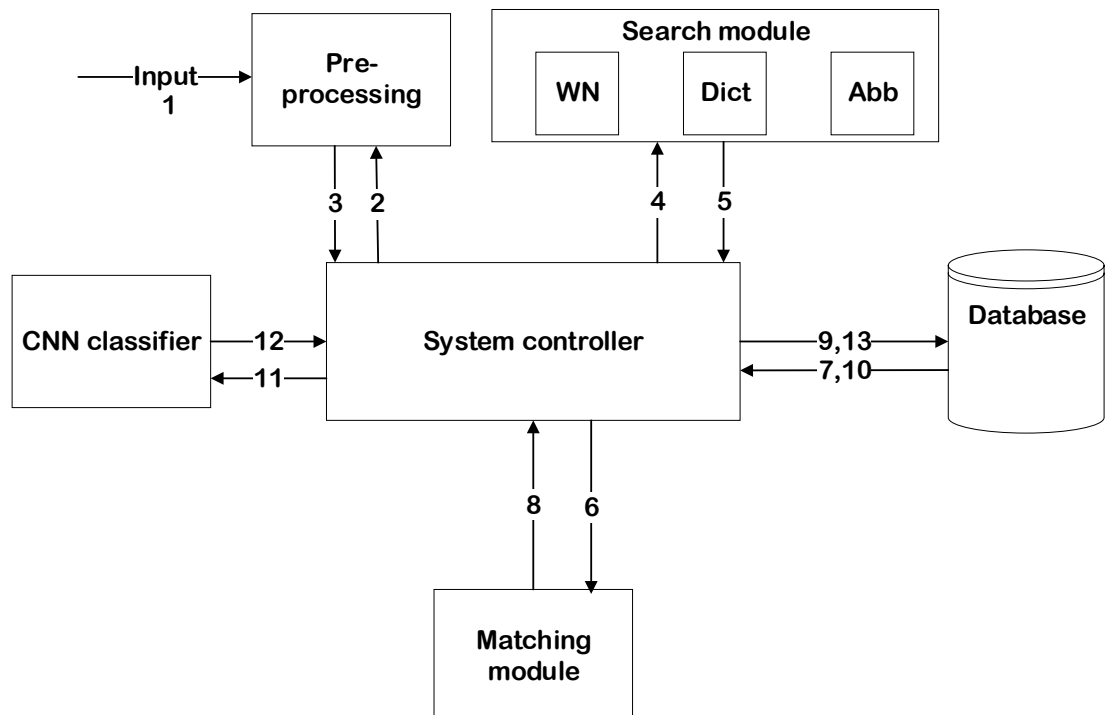 Search module
Input
1
Pre-
processing
WN
Dict
Abb
3
2
4
5
CNN classifier
12
11
System controller
9,13
7,10
Database
8
6
Matching
module